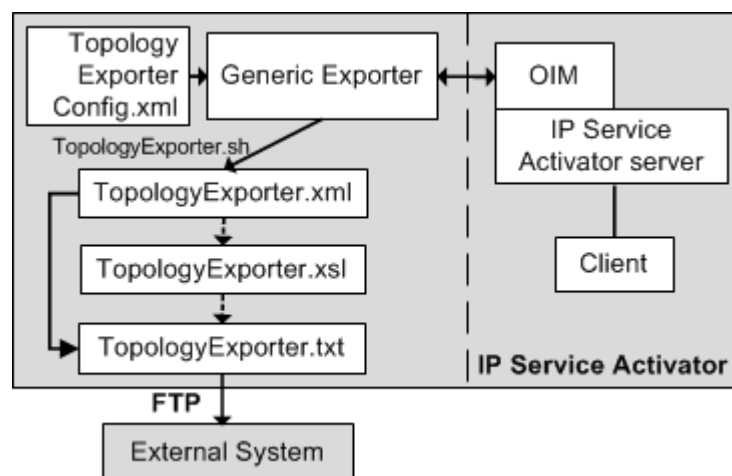 Topology
Exporter
Config.xml
Generic Exporter
OIM
IP Service
Activator server
TopologyExporter.sh
TopologyExporter.xml
TopologyExporter.xsl
Client
TopologyExporter.txt
IP Service Activator
FTP
External System